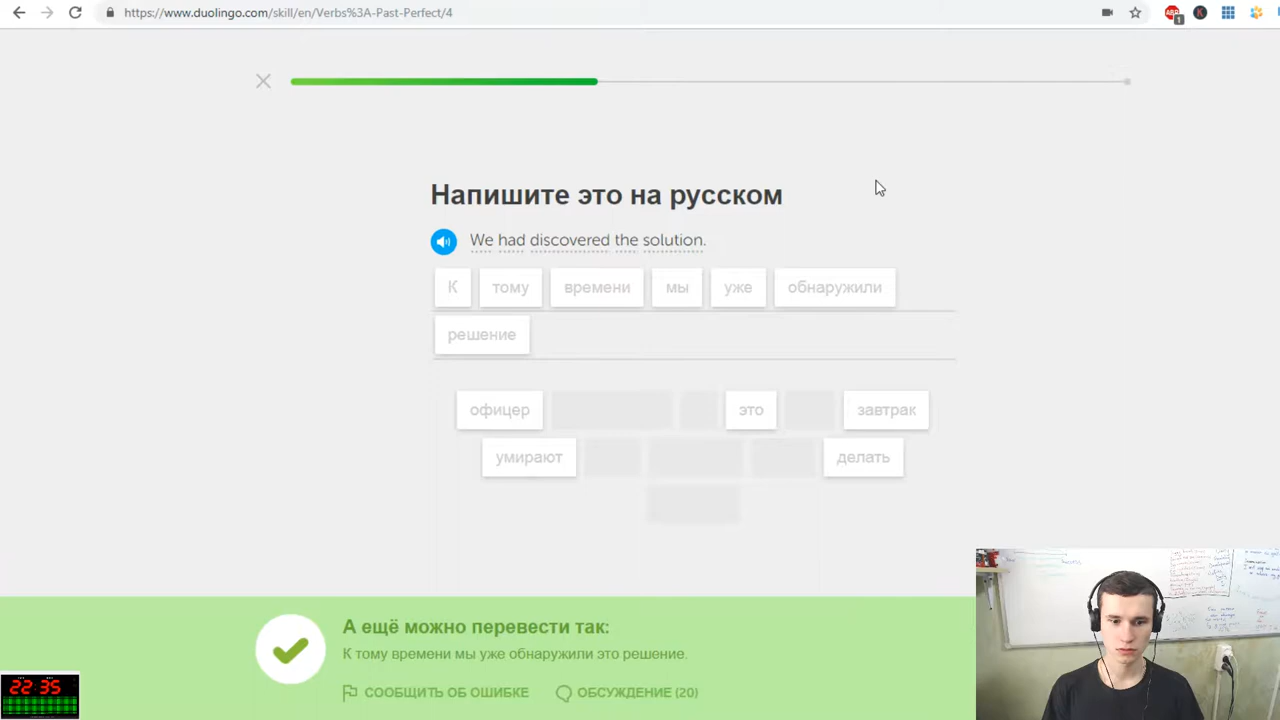 https://www.duolingo.com/skill/en/Verbs%3A-Past-Perfect/4
ABP
1
K
Напишите это на русском
We had discovered the solution.
К тому времени мы уже обнаружили
решение
офицер это завтрак
умирают делать
А ещё можно перевести так:
К тому времени мы уже обнаружили это решение.
СООБЩИТЬ ОБ ОШИБКЕ ОБСУЖДЕНИЕ (20)
22 35